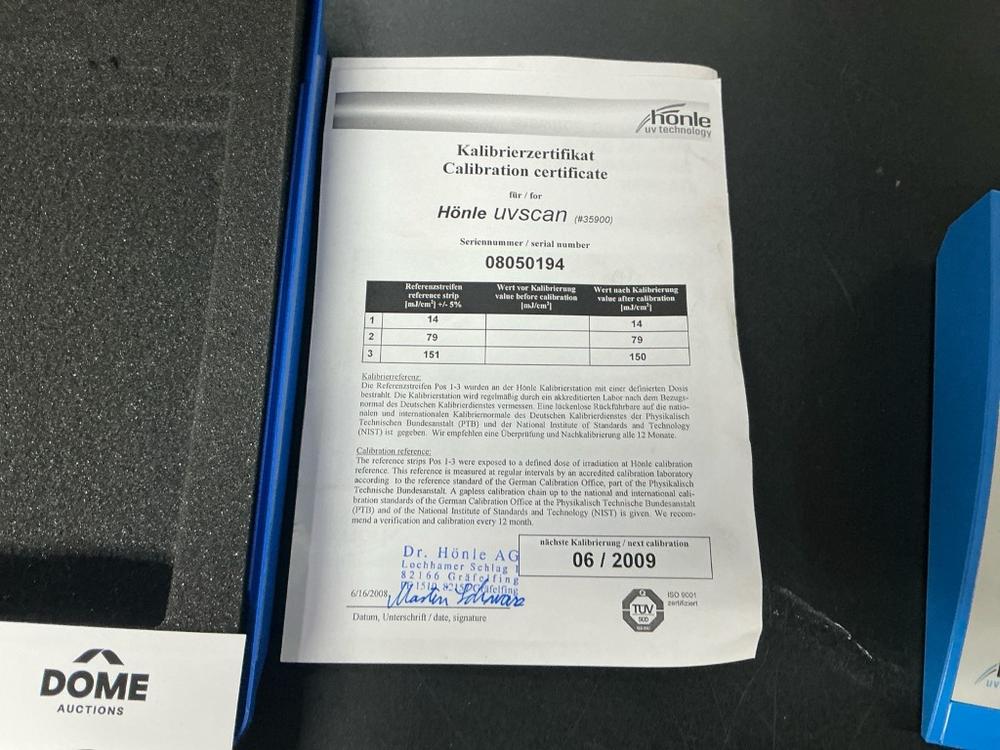 hönle
uv technology
Kalibrierzertifikat
Calibration certificate
für / for
Hönle uvscan (#35900)
Seriennummer / serial number
08050194
Referenzstreifen
reference strip
[mJ/cm²] +/- 5%
Wert vor Kalibrierung
value before calibration
[mJ/cm²]
Wert nach Kalibrierung
value after calibration
[mJ/cm²]
1 14 14
2 79 79
3 151 150
Kalibrierreferenz:
Die Referenzstreifen Pos 1-3 wurden an der Hönle Kalibrierstation mit einer definierten Dosis
bestrahlt. Die Kalibrierstation wird regelmäßig durch ein akkreditierten Labor nach dem Bezugs-
normal des Deutschen Kalibrierdienstes vermessen. Eine lückenlose Rückführbare auf die natio-
nalen und internationalen Kalibriernormale des Deutschen Kalibrierdienstes der Physikalisch
Technischen Bundesanstalt (PTB) und der National Institute of Standards and Technology
(NIST) ist gegeben. Wir empfehlen eine Überprüfung und Nachkalibrierung alle 12 Monate.
Calibration reference:
The reference strips Pos 1-3 were exposed to a defined dose of irradiation at Hönle calibration
reference. This reference is measured at regular intervals by an accredited calibration laboratory
according to the reference standard of the German Calibration Office, part of the Physikalisch
Technische Bundesanstalt. A gapless calibration chain up to the national and international cali-
bration standards of the German Calibration Office at the Physikalisch Technische Bundesanstalt
(PTB) and of the National Institute of Standards and Technology (NIST) is given. We recom-
mend a verification and calibration every 12 month.
nächste Kalibrierung / next calibration
06 / 2009
Dr. Hönle AG
Lochhamer Schlag 1
82166 Gräfelfing
Gräfelfing
6/16/2008, Martin Schwarz
Datum, Unterschrift / date, signature
TÜV
SÜD
ISO 9001
zertifiziert
DOME
AUCTIONS
uv